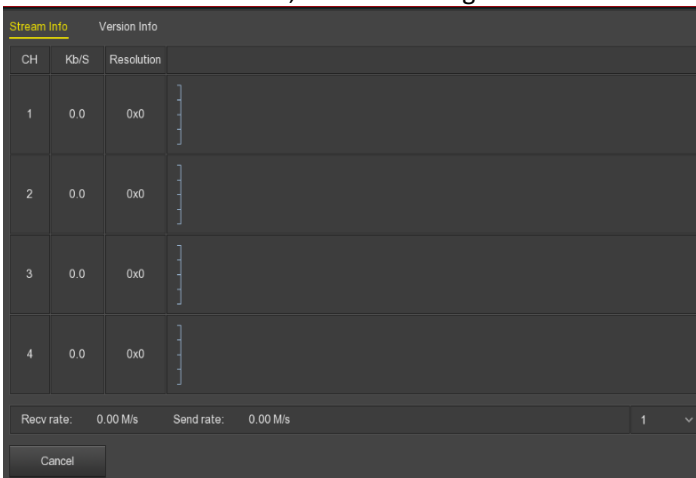 Stream Info Version Info
CH Kb/S Resolution
1 0.0 0x0
2 0.0 0x0
3 0.0 0x0
4 0.0 0x0
Recv rate: 0.00 M/s Send rate: 0.00 M/s 1
Cancel